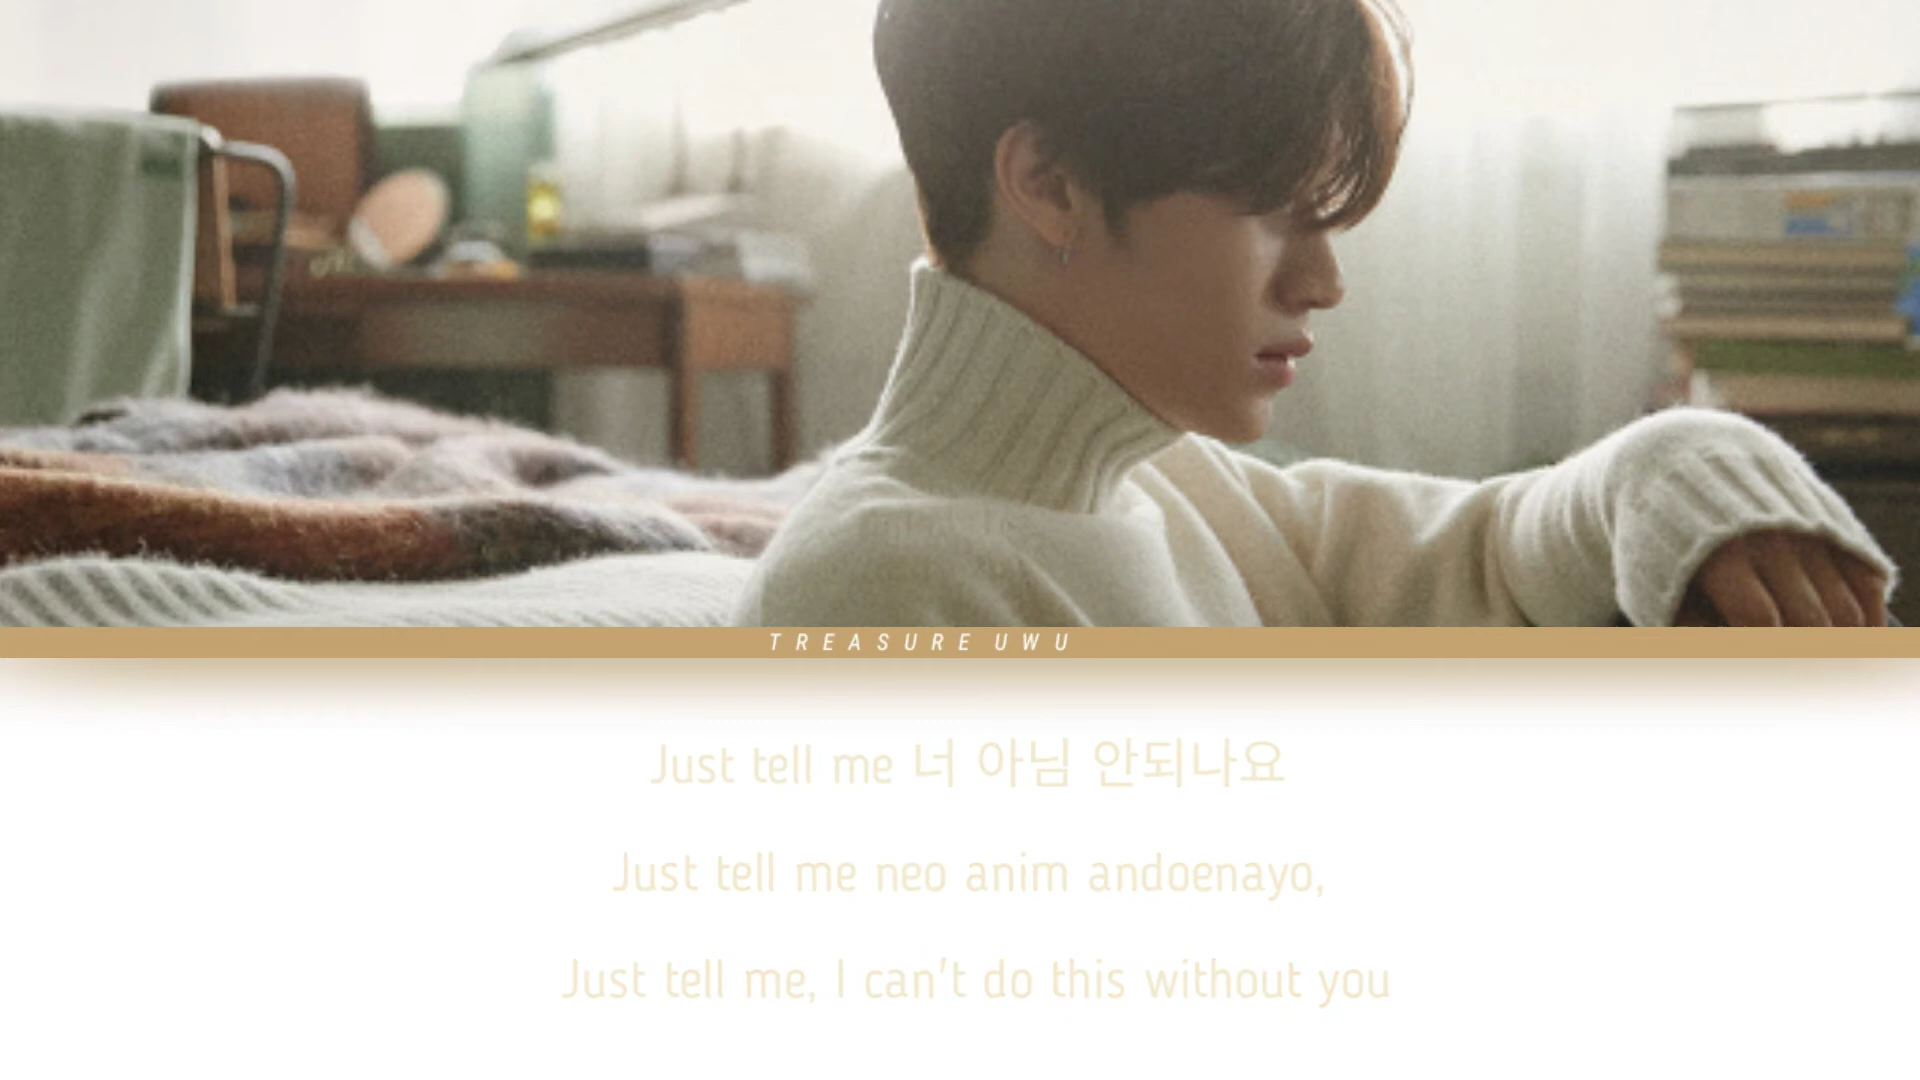 TREASURE UWU
Just tell me 너 아님 안되나요
Just tell me neo anim andoenayo,
Just tell me, I can't do this without you